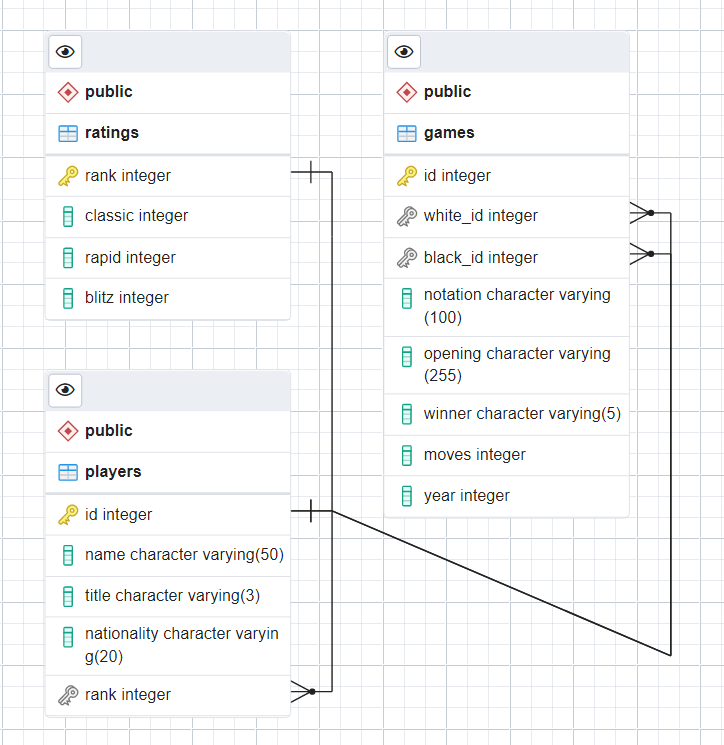 public
ratings
rank integer
classic integer
rapid integer
blitz integer
public
games
id integer
white_id integer
black_id integer
notation character varying
(100)
opening character varying
(255)
winner character varying(5)
moves integer
year integer
public
players
id integer
name character varying(50)
title character varying(3)
nationality character varyin
g(20)
rank integer